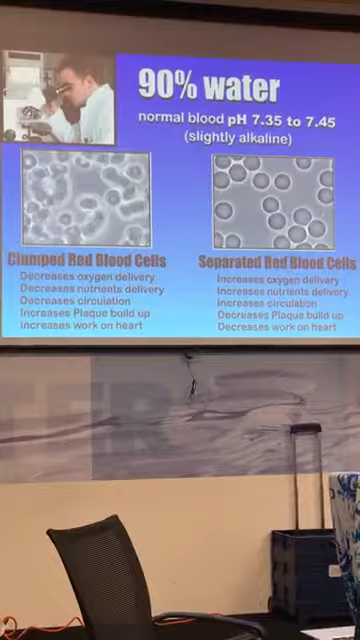 90% water
normal blood pH 7.35 to 7.45
(slightly alkaline)
Clumped Red Blood Cells
Decreases oxygen delivery
Decreases nutrients delivery
Decreases circulation
Increases Plaque build up
Increases work on heart
Separated Red Blood Cells
Increases oxygen delivery
Increases nutrients delivery
Increases circulation
Decreases Plaque build up
Decreases work on heart